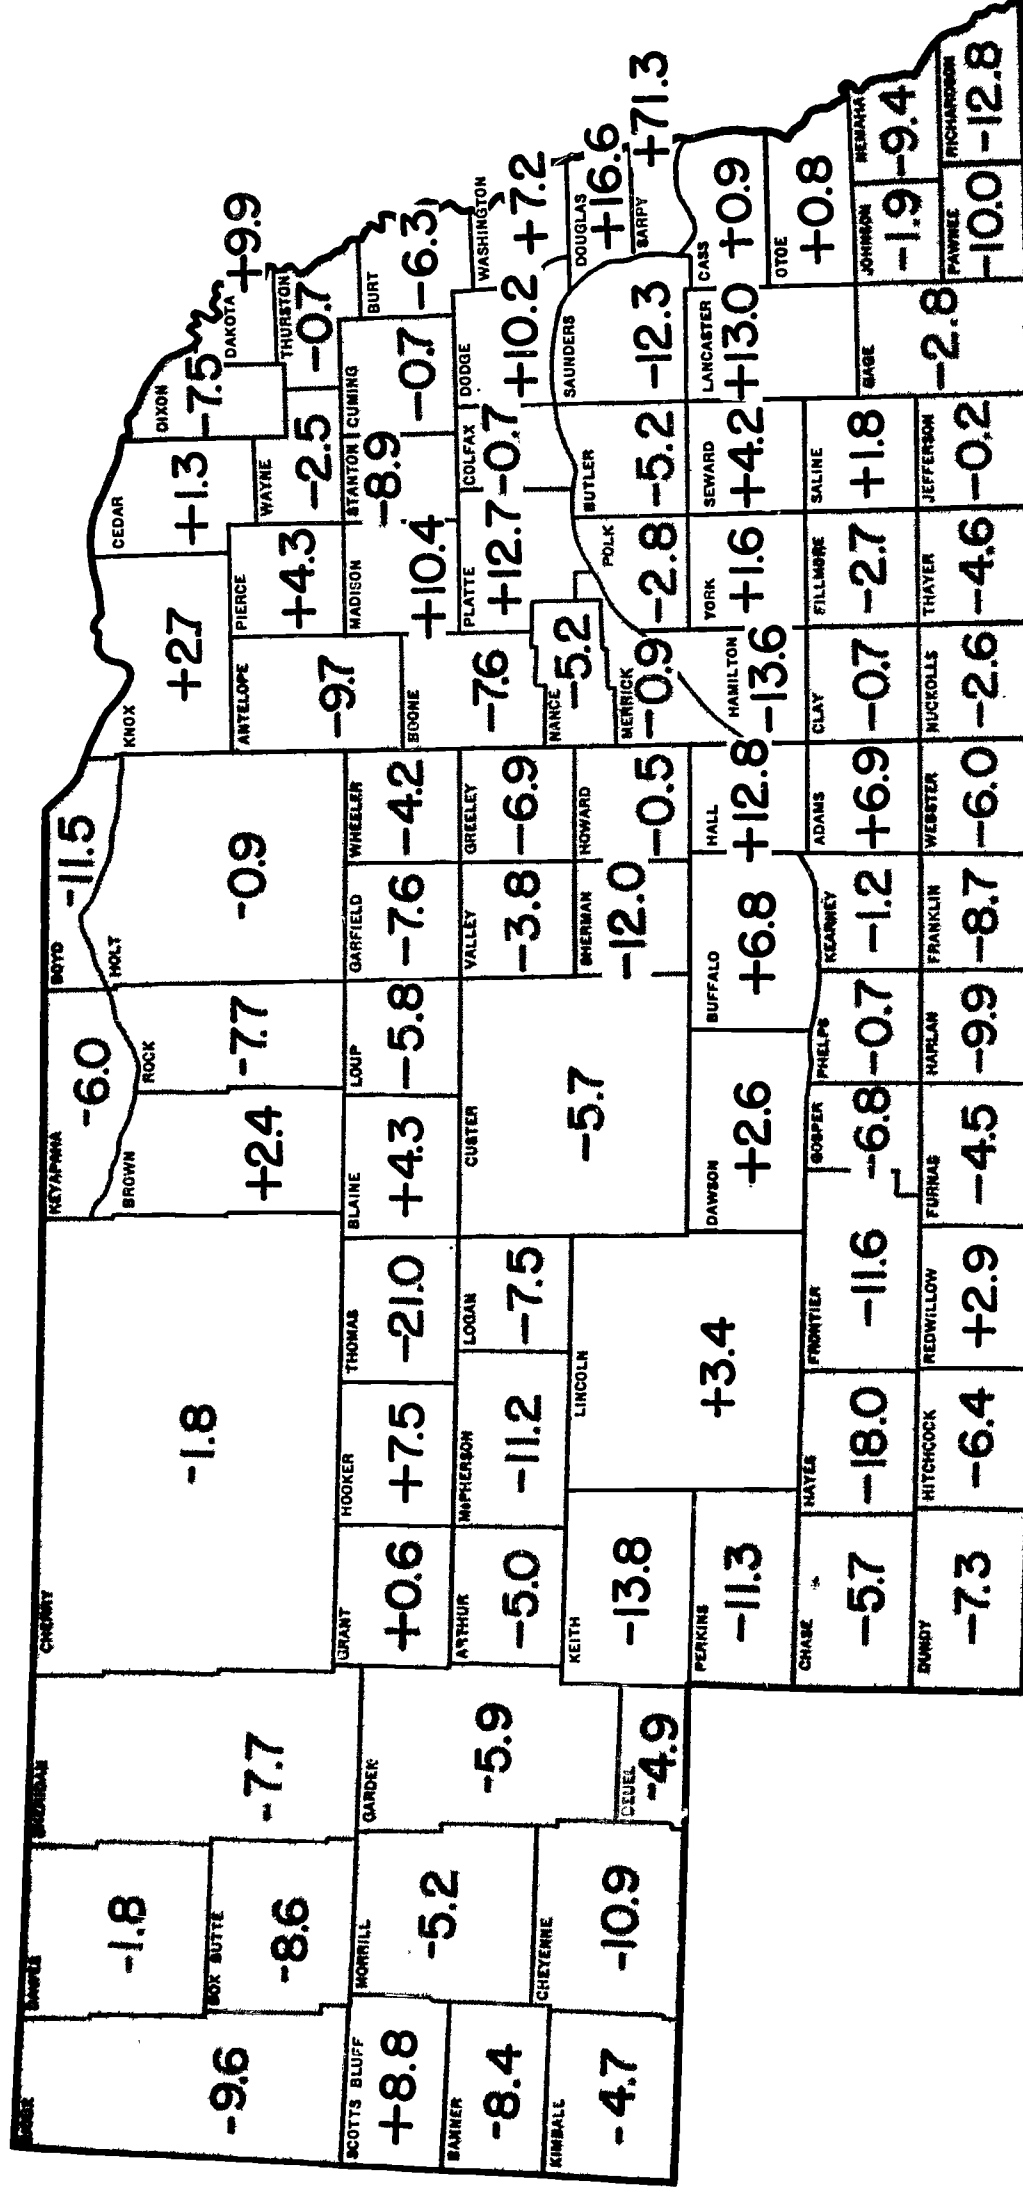 SIOUX
-9.6
DAWES
-1.8
BOX BUTTE
-8.6
SHERIDAN
-7.7
CHERRY
-1.8
KEYAPAHA
-6.0
BROWN
+2.4
ROCK
-7.7
BOYD
-11.5
HOLT
-0.9
KNOX
+2.7
CEDAR
+1.3
DIXON
-7.5
DAKOTA
+9.9
ANTELOPE
-9.7
PIERCE
+4.3
WAYNE
-2.5
THURSTON
-0.7
SCOTTS BLUFF
+8.8
BANNER
-8.4
KIMBALL
-4.7
MORRILL
-5.2
CHEYENNE
-10.9
GARDEN
-5.9
DEUEL
-4.9
GRANT
+0.6
HOOKER
+7.5
THOMAS
-21.0
BLAINE
+4.3
LOUP
-5.8
GARFIELD
-7.6
WHEELER
-4.2
MADISON
+10.4
STANTON
-8.9
CUMING
-0.7
BURT
-6.3
ARTHUR
-5.0
McPHERSON
-11.2
LOGAN
-7.5
CUSTER
-5.7
VALLEY
-3.8
GREELEY
-6.9
BOONE
-7.6
PLATTE
+12.7
COLFAX
-0.7
DODGE
+10.2
WASHINGTON
+7.2
KEITH
-13.8
LINCOLN
+3.4
SHERMAN
-12.0
HOWARD
-0.5
NANCE
-5.2
MERRICK
-0.9
POLK
-2.8
BUTLER
-5.2
SAUNDERS
-12.3
DOUGLAS
+16.6
SARPY
+71.3
PERKINS
-11.3
DAWSON
+2.6
BUFFALO
+6.8
HALL
+12.8
HAMILTON
-13.6
YORK
+1.6
SEWARD
+4.2
LANCASTER
+13.0
CASS
+0.9
OTOE
+0.8
CHASE
-5.7
HAYES
-18.0
FRONTIER
-11.6
GOSPER
-6.8
PHELPS
-0.7
KEARNEY
-1.2
ADAMS
+6.9
CLAY
-0.7
FILLMORE
-2.7
SALINE
+1.8
GAGE
-2.8
JOHNSON
-1.9
NEMAHA
-9.4
DUNDY
-7.3
HITCHCOCK
-6.4
REDWILLOW
+2.9
FURNAS
-4.5
HARLAN
-9.9
FRANKLIN
-8.7
WEBSTER
-6.0
NUCKOLLS
-2.6
THAYER
-4.6
JEFFERSON
-0.2
PAWNEE
-10.0
RICHARDSON
-12.8